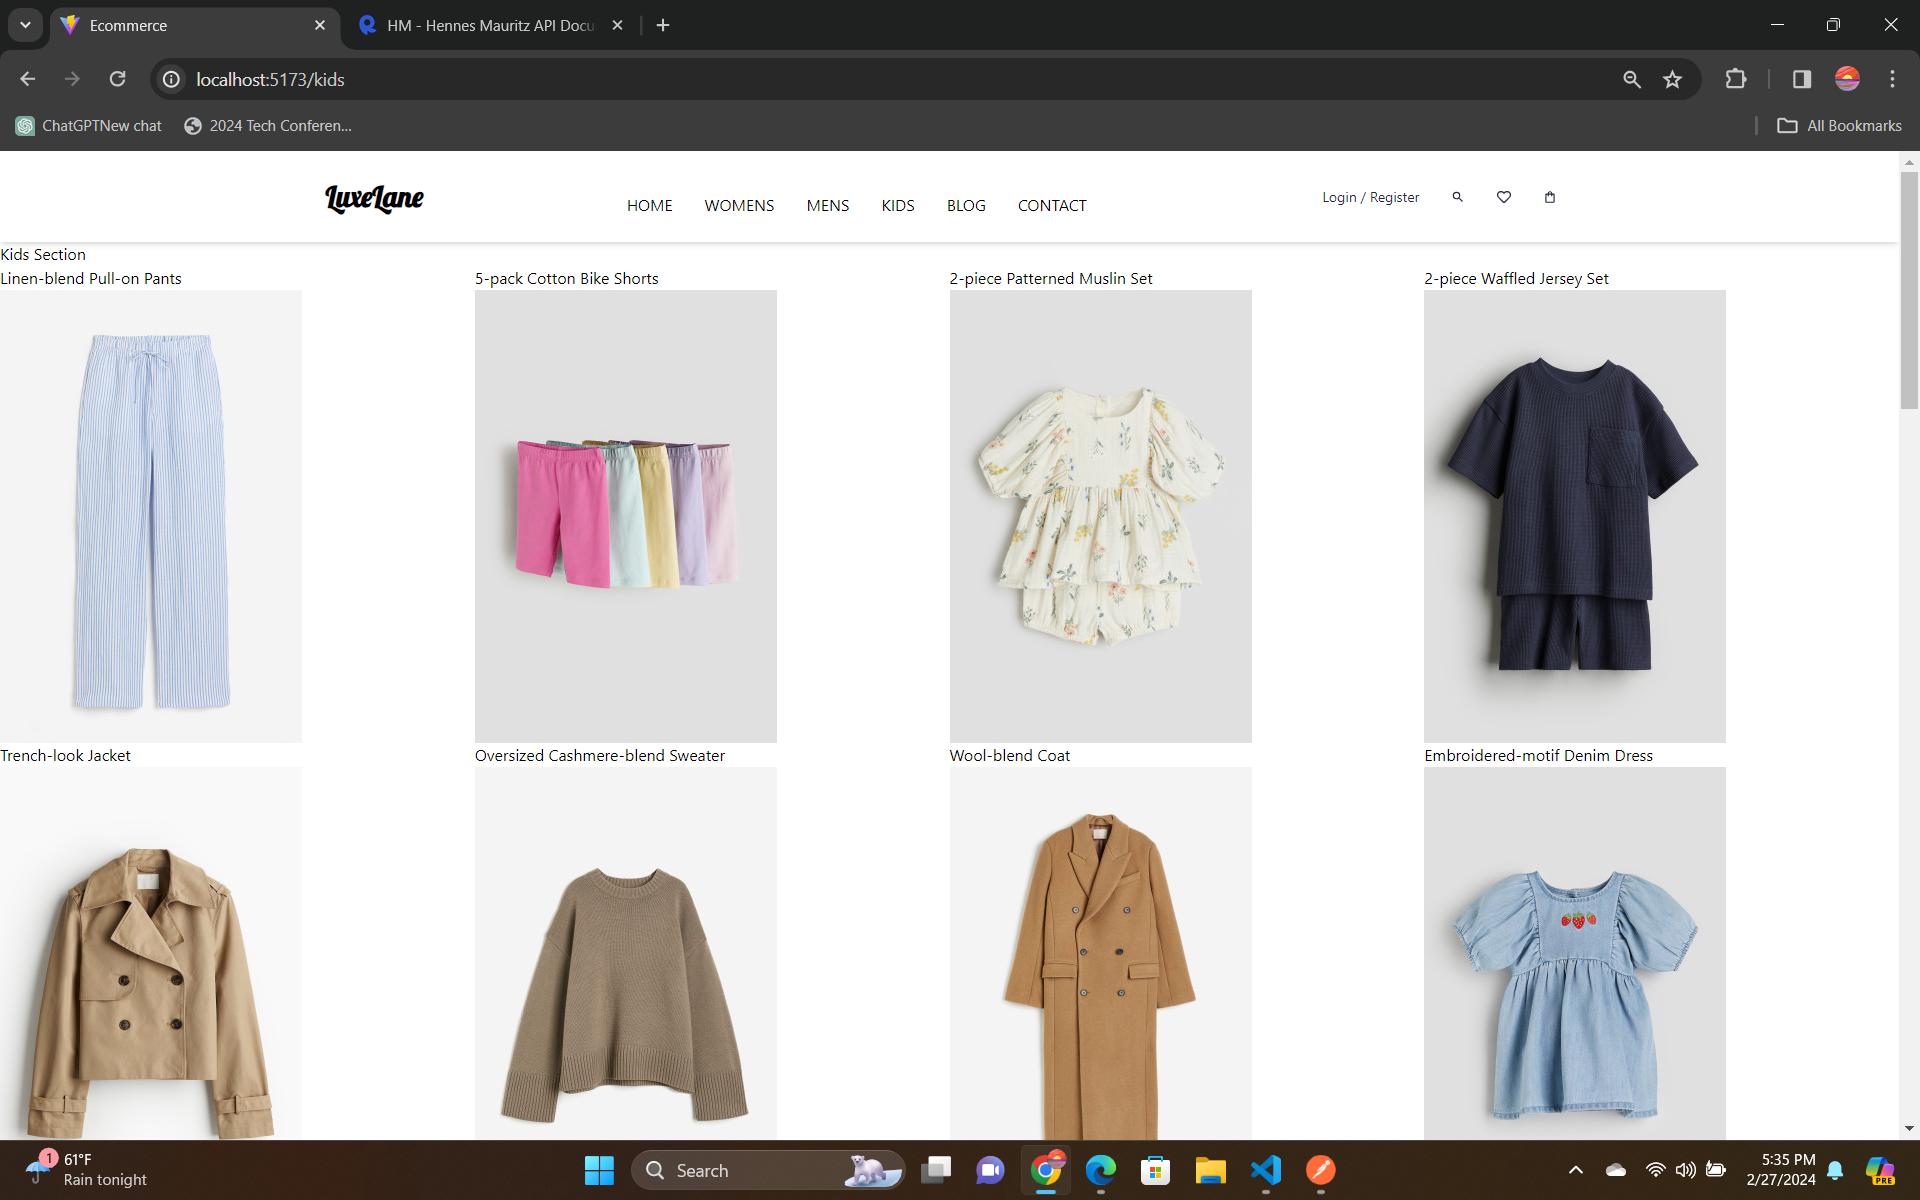 Ecommerce
HM - Hennes Mauritz API Docu
localhost:5173/kids
ChatGPTNew chat
2024 Tech Conferen...
All Bookmarks
LuxeLane
HOME WOMENS MENS KIDS BLOG CONTACT
Login / Register
Kids Section
Linen-blend Pull-on Pants
5-pack Cotton Bike Shorts
2-piece Patterned Muslin Set
2-piece Waffled Jersey Set
Trench-look Jacket
Oversized Cashmere-blend Sweater
Wool-blend Coat
Embroidered-motif Denim Dress
1
61°F
Rain tonight
Search
5:35 PM
2/27/2024
PRE